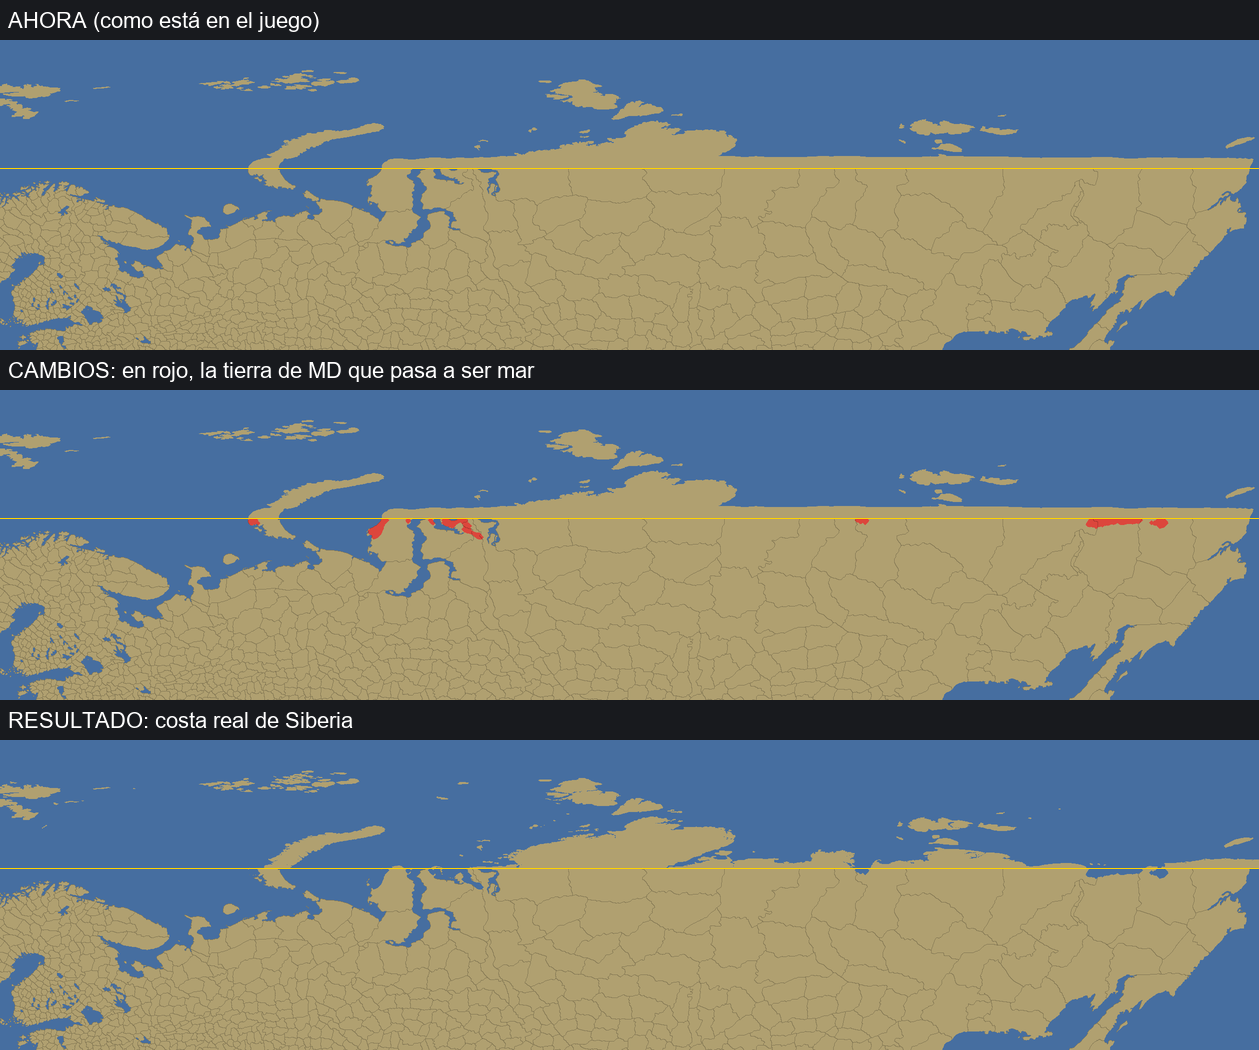 AHORA (como está en el juego)
CAMBIOS: en rojo, la tierra de MD que pasa a ser mar
RESULTADO: costa real de Siberia